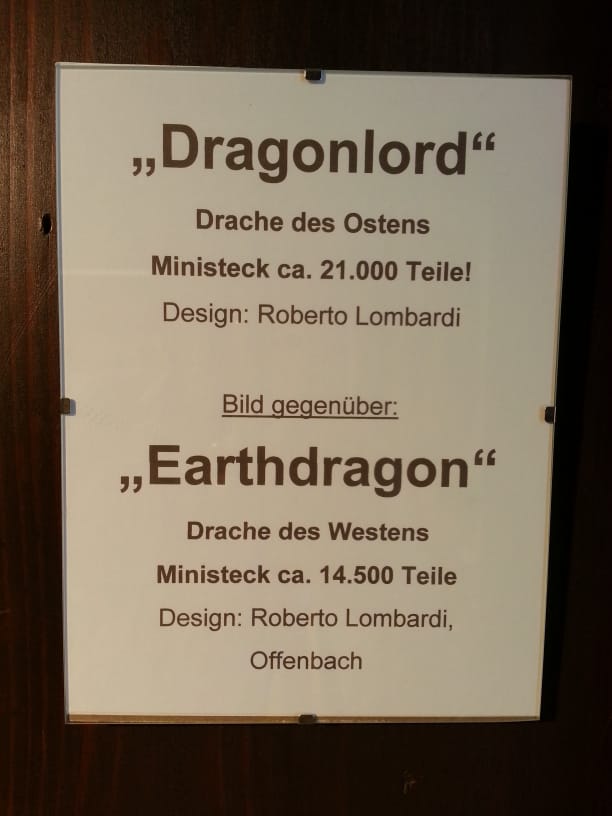 „Dragonlord“
Drache des Ostens
Ministeck ca. 21.000 Teile!
Design: Roberto Lombardi
Bild gegenüber:
„Earthdragon“
Drache des Westens
Ministeck ca. 14.500 Teile
Design: Roberto Lombardi,
Offenbach